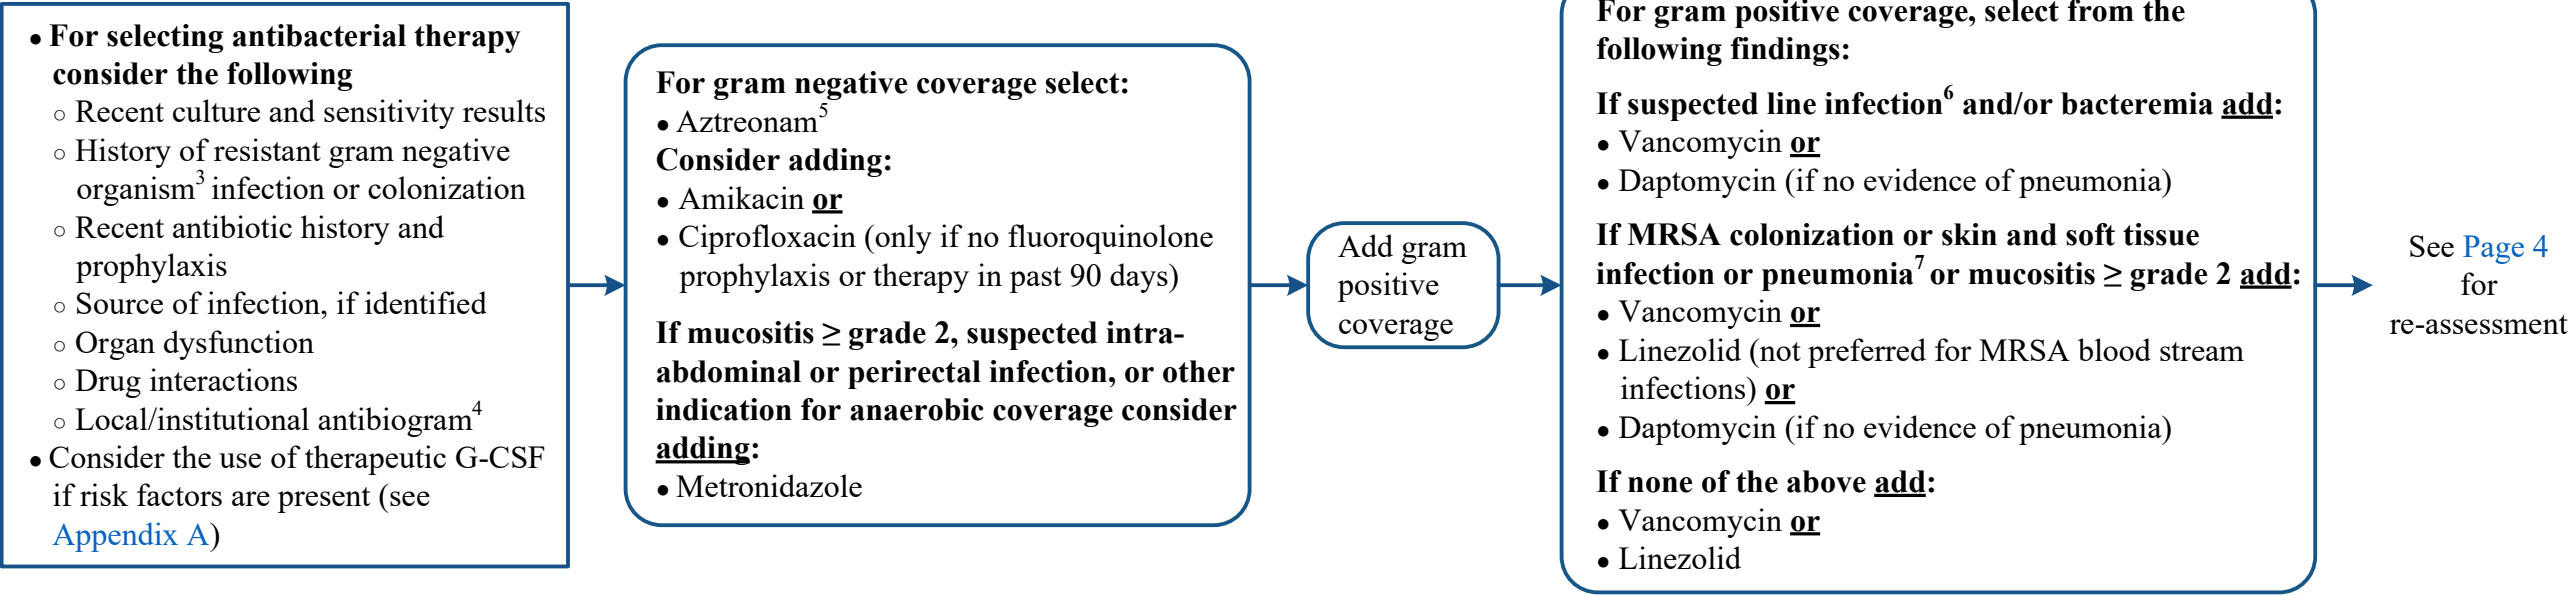 • For selecting antibacterial therapy
consider the following
○ Recent culture and sensitivity results
○ History of resistant gram negative
organism3 infection or colonization
○ Recent antibiotic history and
prophylaxis
○ Source of infection, if identified
○ Organ dysfunction
○ Drug interactions
○ Local/institutional antibiogram4
• Consider the use of therapeutic G-CSF
if risk factors are present (see
Appendix A)
For gram negative coverage select:
• Aztreonam5
Consider adding:
• Amikacin or
• Ciprofloxacin (only if no fluoroquinolone
prophylaxis or therapy in past 90 days)
If mucositis ≥ grade 2, suspected intra-
abdominal or perirectal infection, or other
indication for anaerobic coverage consider
adding:
• Metronidazole
Add gram
positive
coverage
For gram positive coverage, select from the
following findings:
If suspected line infection6 and/or bacteremia add:
• Vancomycin or
• Daptomycin (if no evidence of pneumonia)
If MRSA colonization or skin and soft tissue
infection or pneumonia7 or mucositis ≥ grade 2 add:
• Vancomycin or
• Linezolid (not preferred for MRSA blood stream
infections) or
• Daptomycin (if no evidence of pneumonia)
If none of the above add:
• Vancomycin or
• Linezolid
See Page 4
for
re-assessment